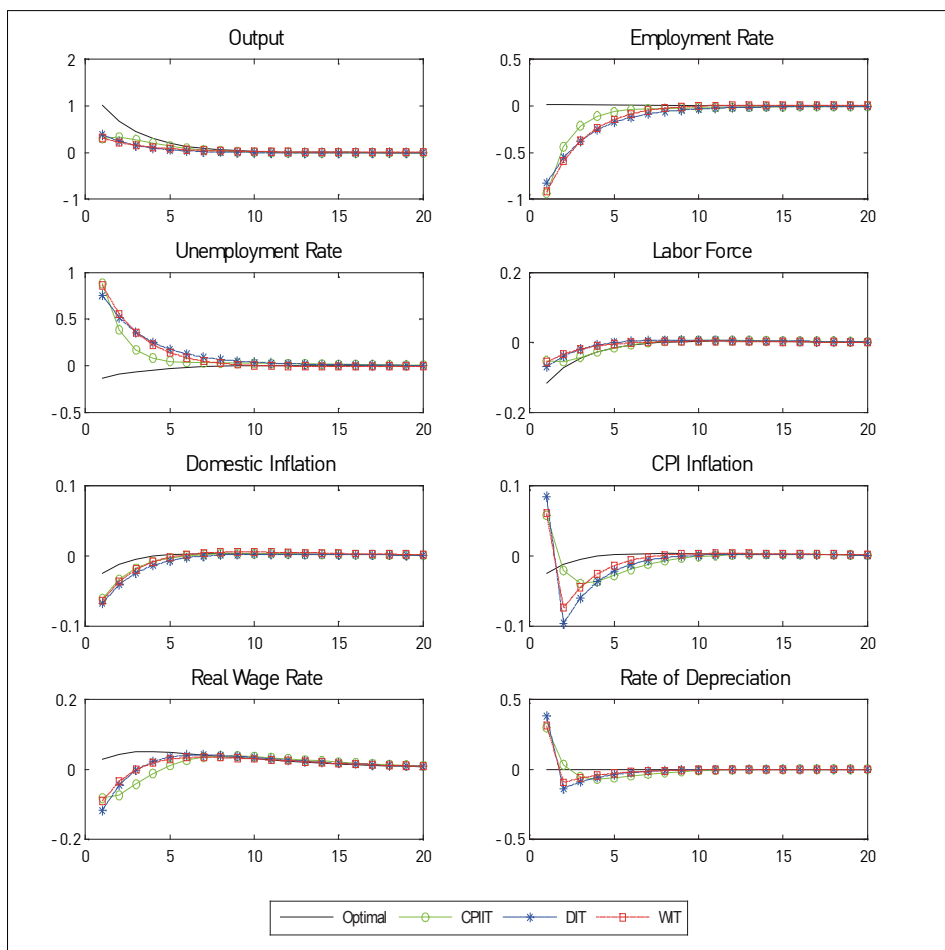 Output
2
1
0
-1
0 5 10 15 20
Employment Rate
0.5
0
-0.5
-1
0 5 10 15 20
Unemployment Rate
1
0.5
0
-0.5
0 5 10 15 20
Labor Force
0.2
0
-0.2
0 5 10 15 20
Domestic Inflation
0.1
0
-0.1
0 5 10 15 20
CPI Inflation
0.1
0
-0.1
0 5 10 15 20
Real Wage Rate
0.2
0
-0.2
0 5 10 15 20
Rate of Depreciation
0.5
0
-0.5
0 5 10 15 20
Optimal CPIIT DIT WIT